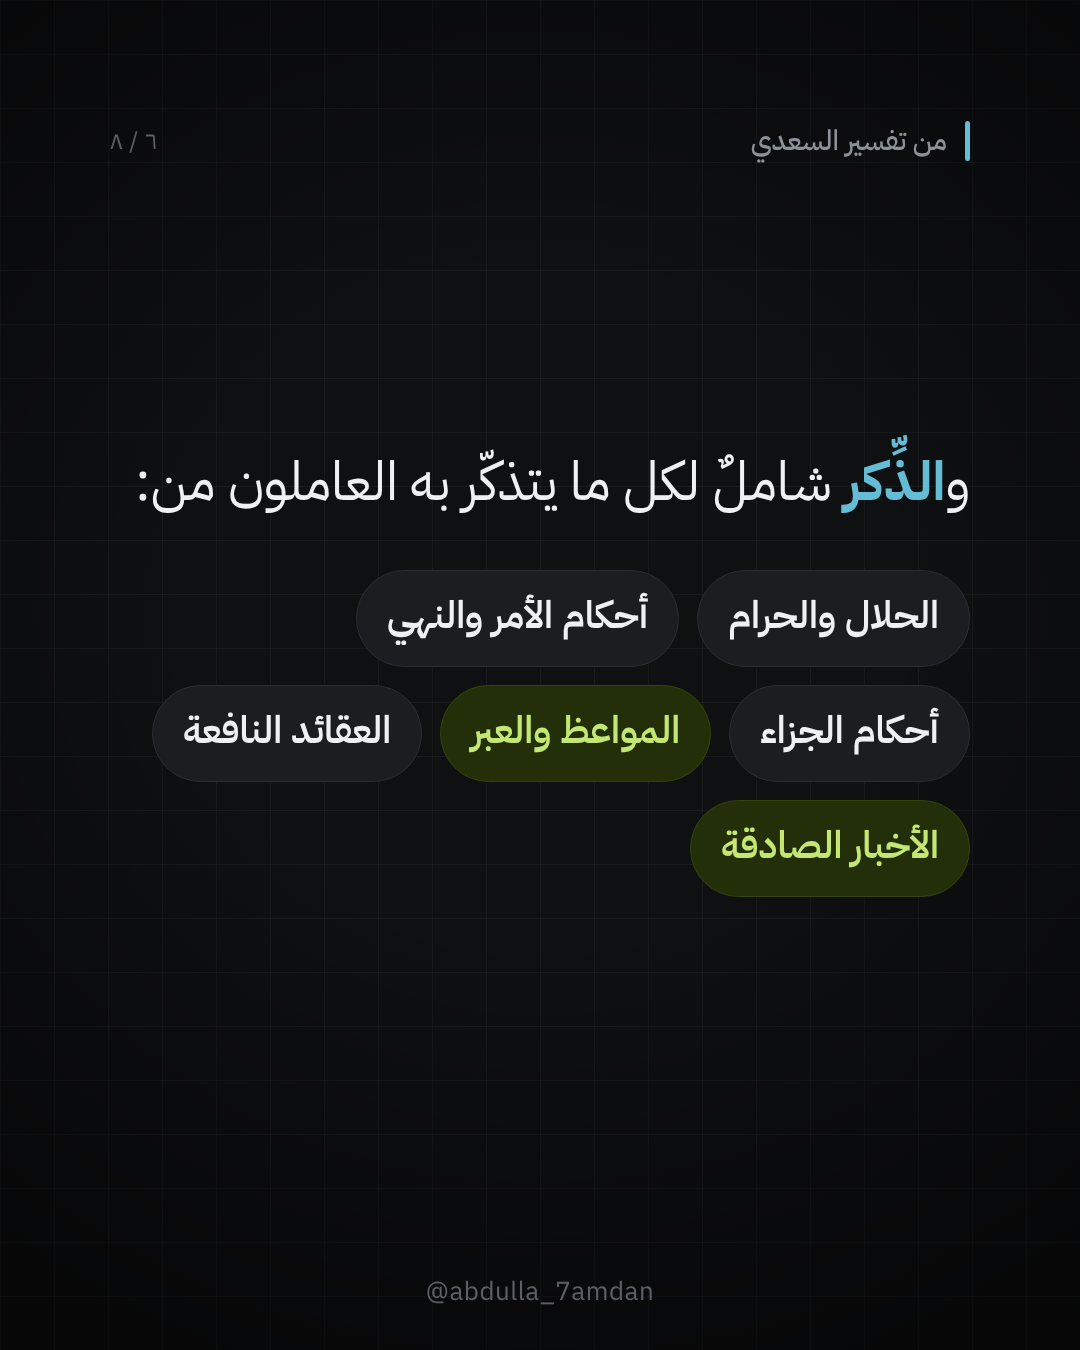 من تفسير السعدي
٦ / ٨
والذِّكر شاملٌ لكل ما يتذكّر به العاملون من:
الحلال والحرام
أحكام الأمر والنهي
أحكام الجزاء
المواعظ والعبر
العقائد النافعة
الأخبار الصادقة
@abdulla_7amdan